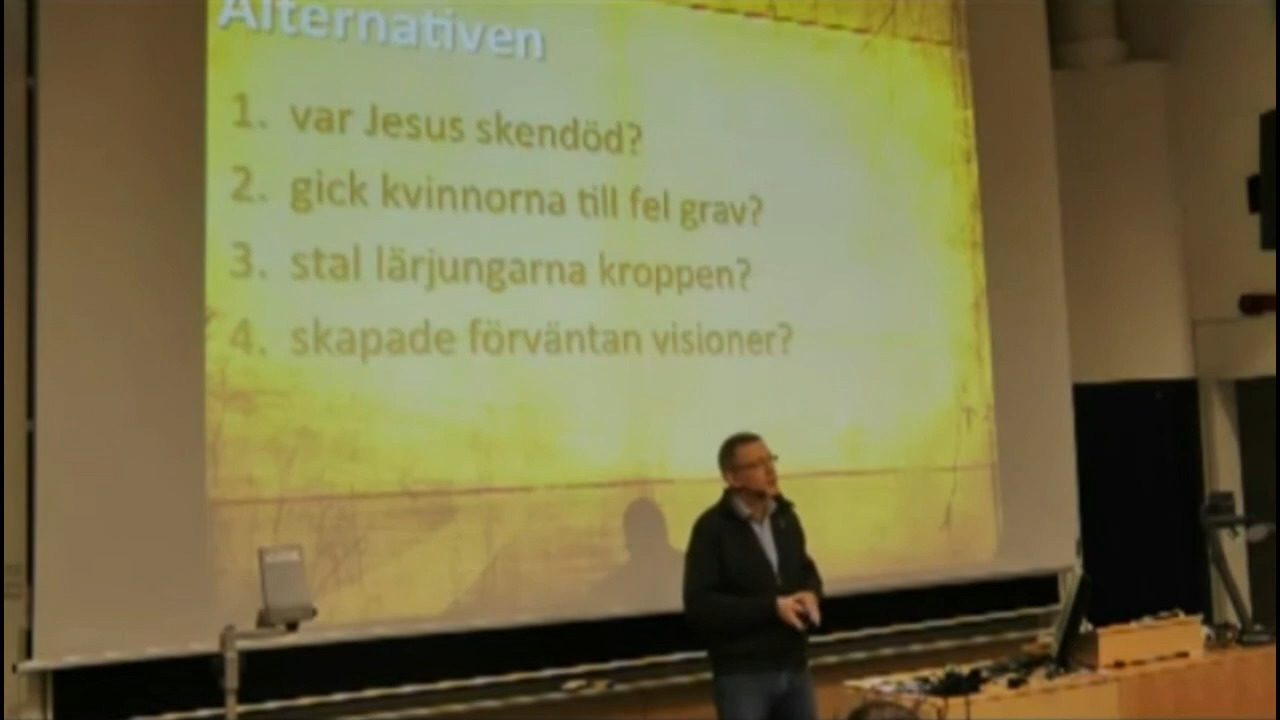 Alternativen
1. var Jesus skendöd?
2. gick kvinnorna till fel grav?
3. stal lärjungarna kroppen?
4. skapade förväntan visioner?